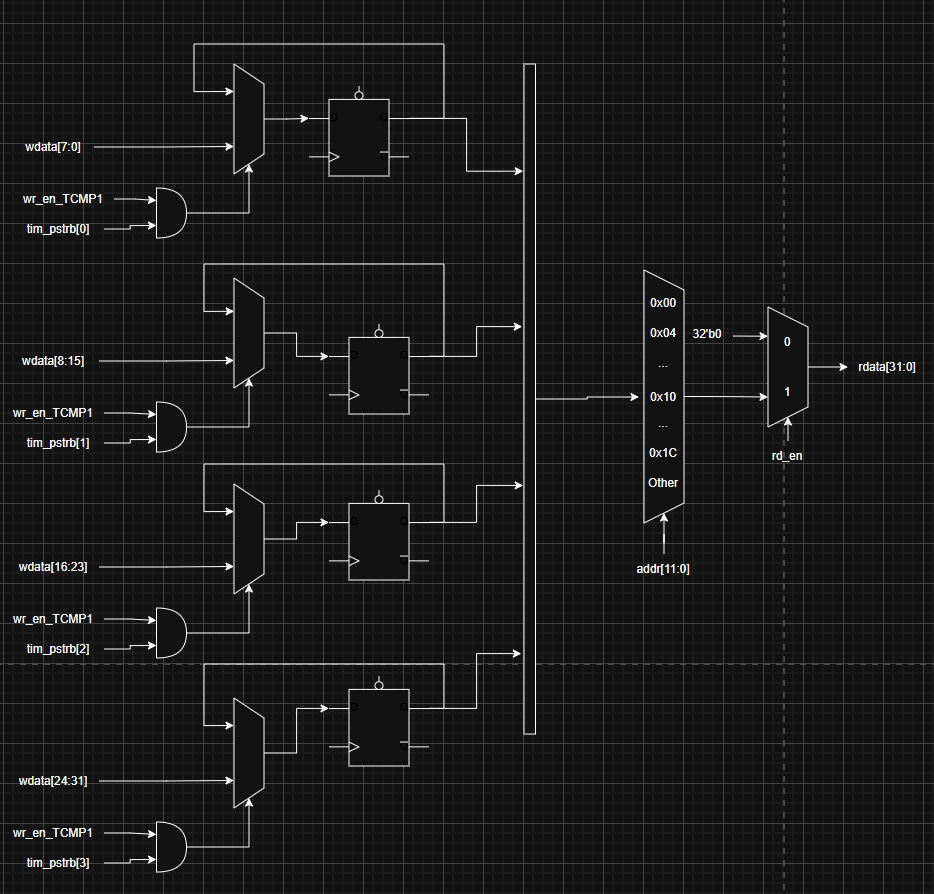 wdata[7:0]
wr_en_TCMP1
tim_pstrb[0]
wdata[8:15]
wr_en_TCMP1
tim_pstrb[1]
wdata[16:23]
wr_en_TCMP1
tim_pstrb[2]
wdata[24:31]
wr_en_TCMP1
tim_pstrb[3]
0x00
0x04
...
0x10
...
0x1C
Other
addr[11:0]
32'b0
0
1
rd_en
rdata[31:0]